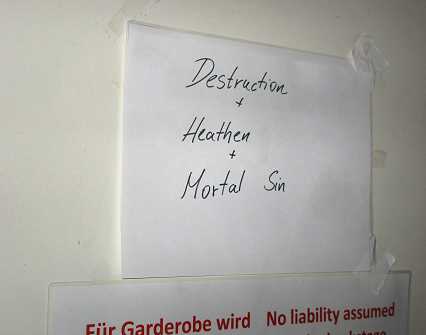 Destruction
+
Heathen
+
Mortal Sin
Für Garderobe wird No liability assumed